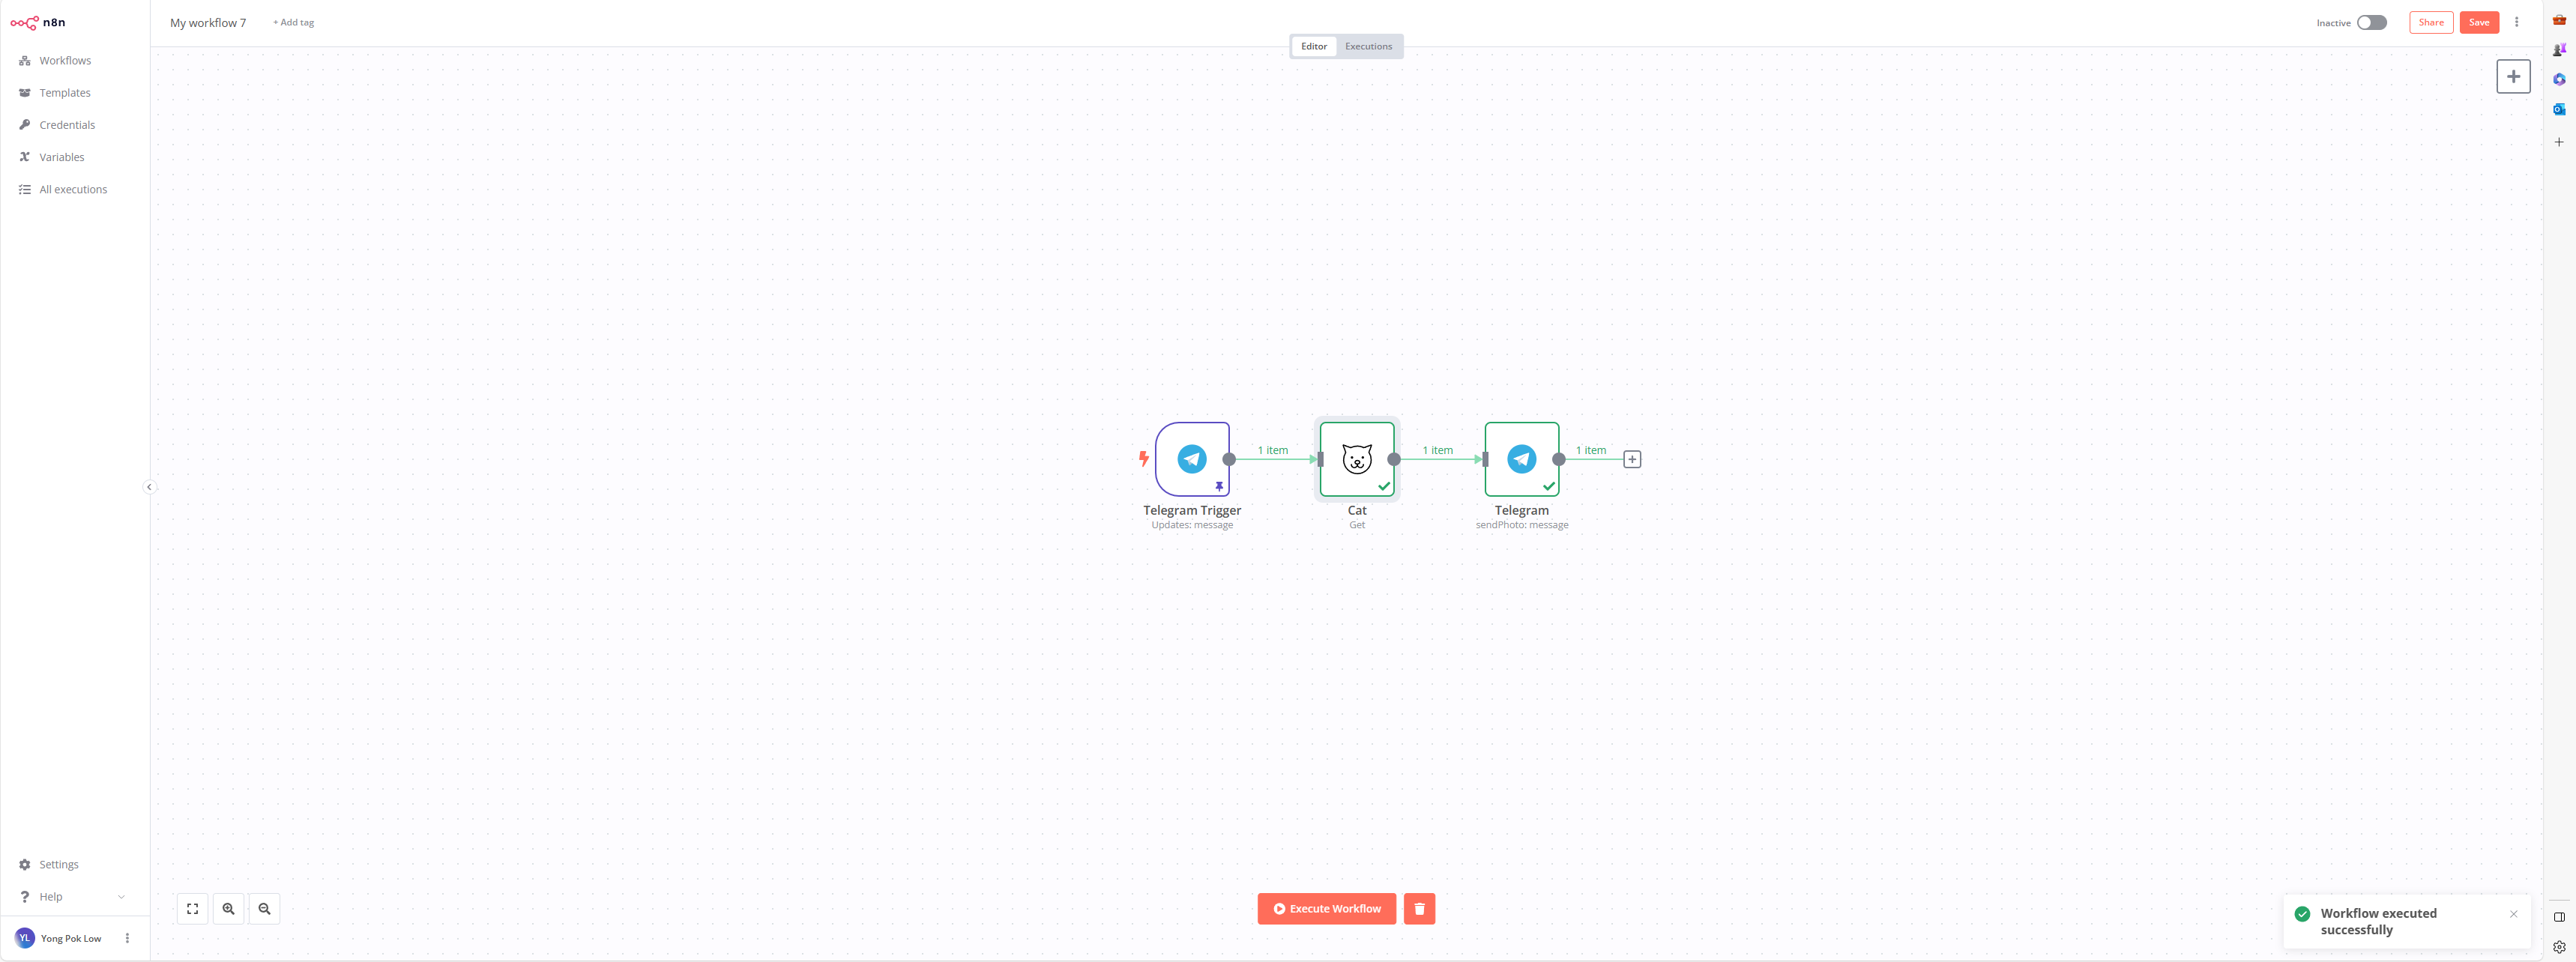 n8n
My workflow 7
+ Add tag
Inactive
Share
Save
Editor
Executions
Workflows
Templates
Credentials
Variables
All executions
1 item
1 item
1 item
Telegram Trigger
Updates: message
Cat
Get
Telegram
sendPhoto: message
Settings
Help
YL
Yong Pok Low
Execute Workflow
Workflow executed
successfully